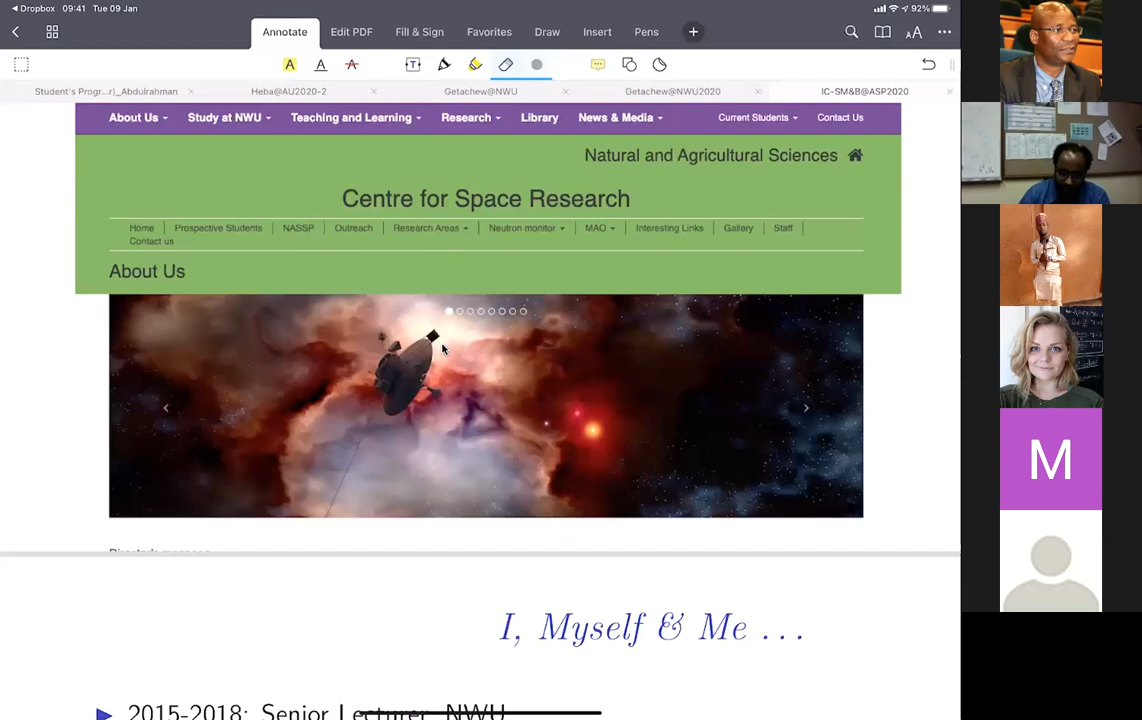 Dropbox 09:41 Tue 09 Jan 92%
Annotate Edit PDF Fill & Sign Favorites Draw Insert Pens
Student's Progr...r)_Abdulrahman Heba@AU2020-2 Getachew@NWU Getachew@NWU2020 IC-SM&B@ASP2020
About Us Study at NWU Teaching and Learning Research Library News & Media Current Students Contact Us
Natural and Agricultural Sciences
Centre for Space Research
Home Prospective Students NASSP Outreach Research Areas Neutron monitor MAO Interesting Links Gallery Staff
Contact us
About Us
I, Myself & Me ...
2015-2018: Senior Lecturer NWU
M